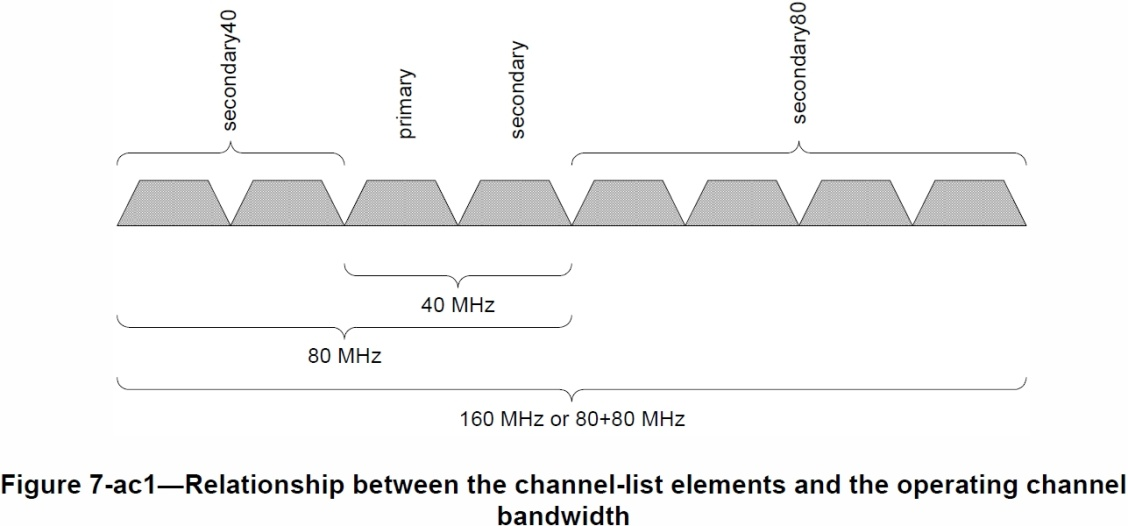 secondary40
primary
secondary
secondary80
40 MHz
80 MHz
160 MHz or 80+80 MHz
Figure 7-ac1—Relationship between the channel-list elements and the operating channel
bandwidth